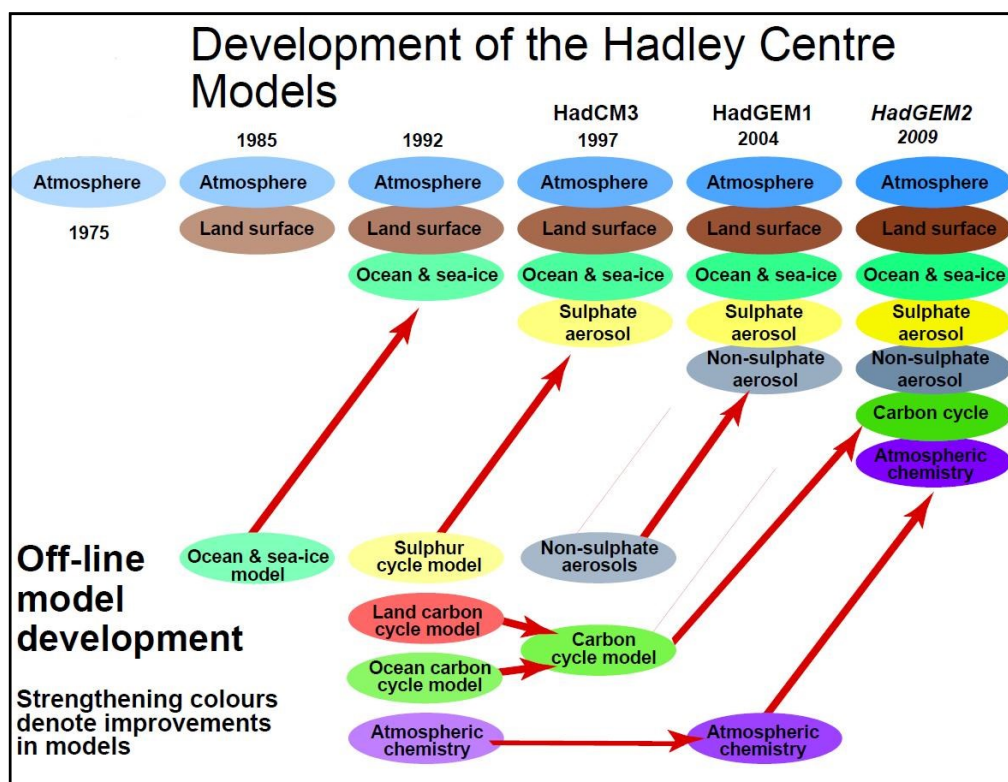 Development of the Hadley Centre
Models
HadCM3
HadGEM1
HadGEM2
1985
1992
1997
2004
2009
Atmosphere
Atmosphere
Atmosphere
Atmosphere
Atmosphere
Atmosphere
1975
Land surface
Land surface
Land surface
Land surface
Land surface
Ocean & sea-ice
Ocean & sea-ice
Ocean & sea-ice
Ocean & sea-ice
Sulphate
aerosol
Sulphate
aerosol
Sulphate
aerosol
Non-sulphate
aerosol
Non-sulphate
aerosol
Carbon cycle
Atmospheric
chemistry
Off-line
model
development
Strengthening colours
denote improvements
in models
Ocean & sea-ice
model
Sulphur
cycle model
Non-sulphate
aerosols
Land carbon
cycle model
Carbon
cycle model
Ocean carbon
cycle model
Atmospheric
chemistry
Atmospheric
chemistry